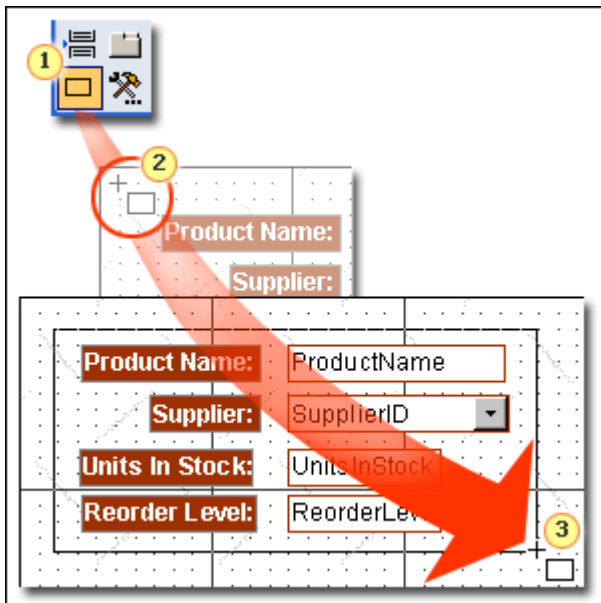 1
2
Product Name:
Supplier:
Product Name: ProductName
Supplier: SupplierID
Units In Stock: UnitsInStock
Reorder Level: ReorderLev
3